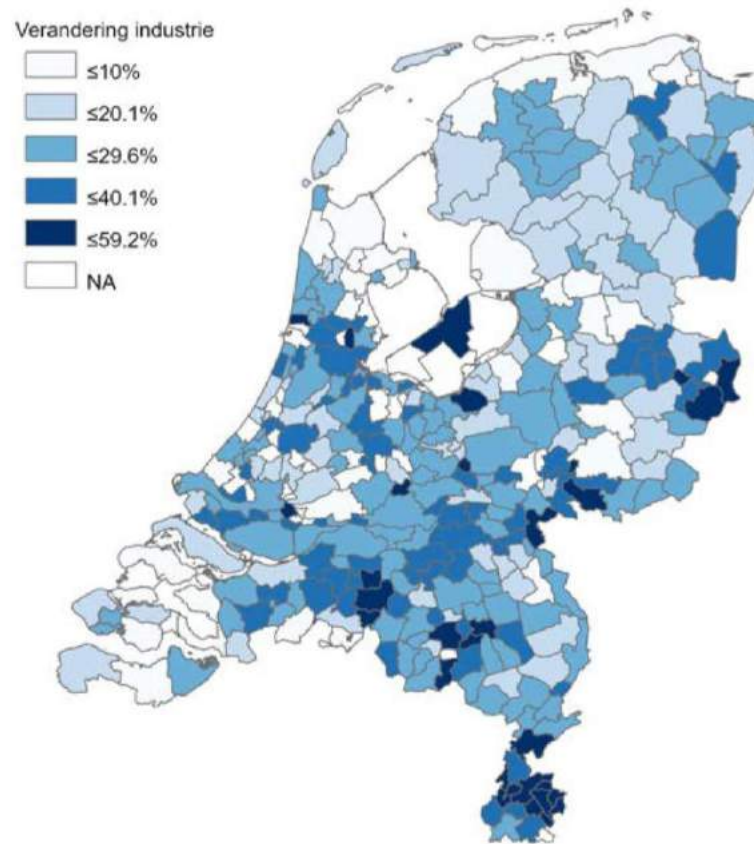 Verandering industrie
≤10%
≤20.1%
≤29.6%
≤40.1%
≤59.2%
NA